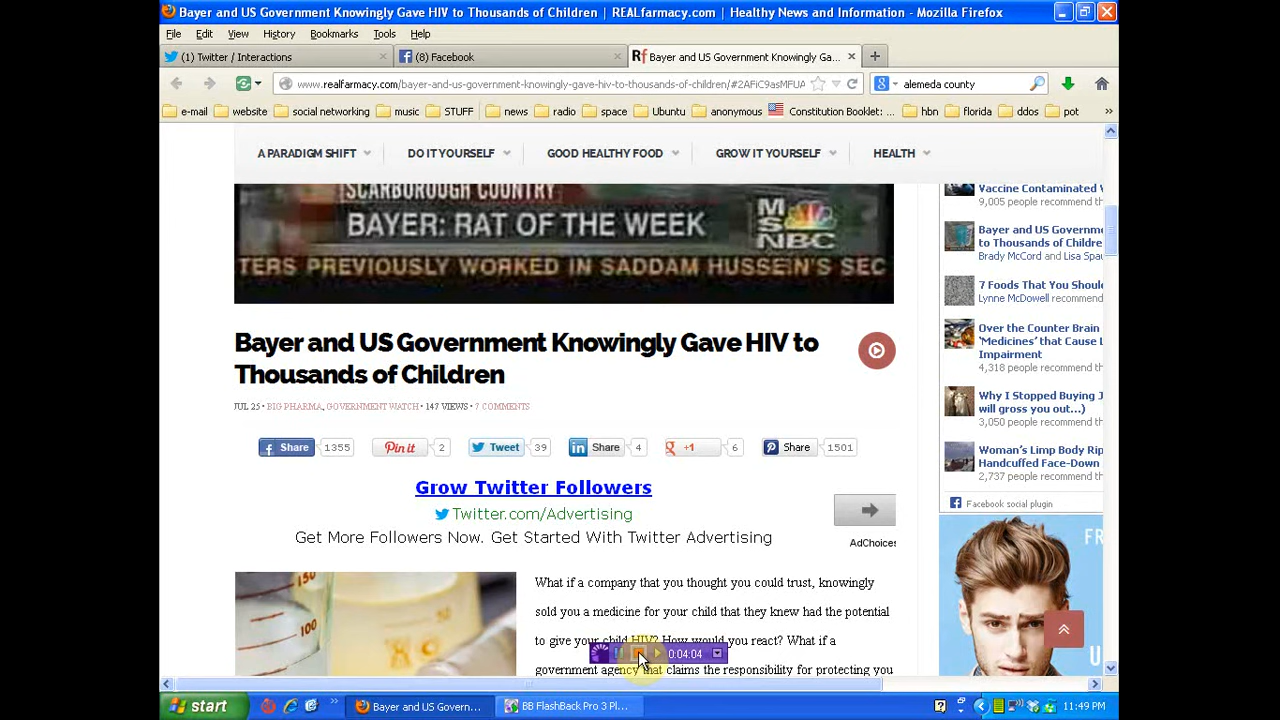 Bayer and US Government Knowingly Gave HIV to Thousands of Children | REALfarmacy.com | Healthy News and Information - Mozilla Firefox
File Edit View History Bookmarks Tools Help
(1) Twitter / Interactions
(8) Facebook
Rf Bayer and US Government Knowingly Ga...
www.realfarmacy.com/bayer-and-us-government-knowingly-gave-hiv-to-thousands-of-children/#2AFiC9asMFUA
alemeda county
e-mail website social networking music STUFF news radio space Ubuntu anonymous Constitution Booklet: ... hbn florida ddos pot »
A PARADIGM SHIFT DO IT YOURSELF GOOD HEALTHY FOOD GROW IT YOURSELF HEALTH
SCARBOROUGH COUNTRY
BAYER: RAT OF THE WEEK
MSNBC
TERS PREVIOUSLY WORKED IN SADDAM HUSSEIN'S SEC
Bayer and US Government Knowingly Gave HIV to
Thousands of Children
JUL 25 • BIG PHARMA, GOVERNMENT WATCH • 147 VIEWS • 7 COMMENTS
Share 1355 Pin it 2 Tweet 39 Share 4 +1 6 Share 1501
Grow Twitter Followers
Twitter.com/Advertising
Get More Followers Now. Get Started With Twitter Advertising
AdChoices
150
100
What if a company that you thought you could trust, knowingly
sold you a medicine for your child that they knew had the potential
to give your child HIV? How would you react? What if a
government agency that claims the responsibility for protecting you
0:04:04
Vaccine Contaminated
9,005 people recommend th
Bayer and US Governme
to Thousands of Childre
Brady McCord and Lisa Spau
7 Foods That You Shoul
Lynne McDowell recommend
Over the Counter Brain
'Medicines' that Cause L
Impairment
4,318 people recommend th
Why I Stopped Buying J
will gross you out...)
3,050 people recommend th
Woman's Limp Body Rip
Handcuffed Face-Down
2,737 people recommend th
Facebook social plugin
FR
U
start
Bayer and US Govern...
BB FlashBack Pro 3 Pl...
11:49 PM